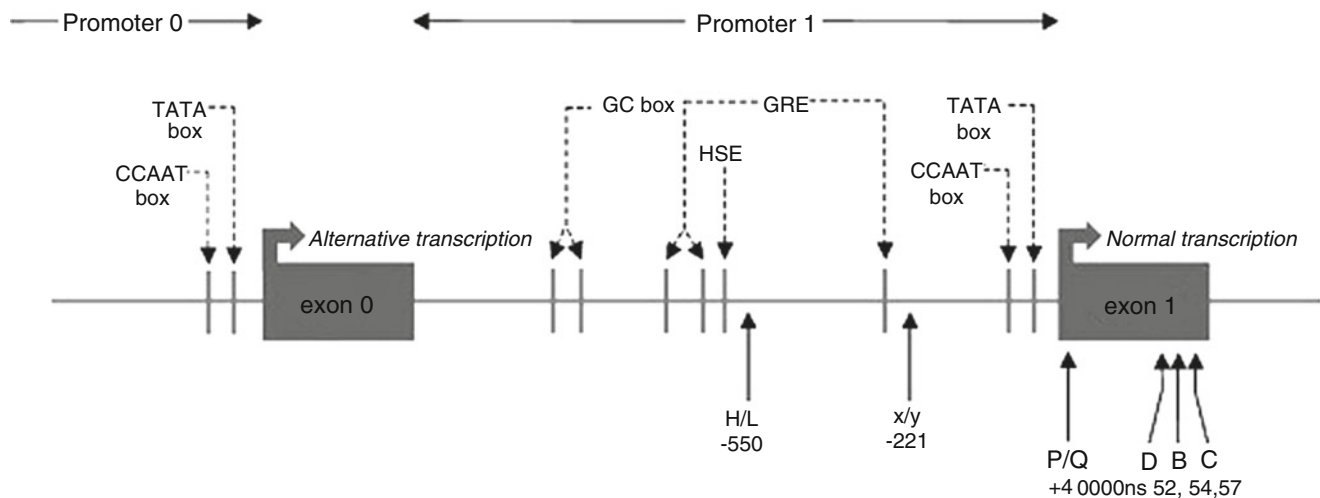 Promoter 0
Promoter 1
TATA
box
GC box
GRE
TATA
box
HSE
CCAAT
box
CCAAT
box
Alternative transcription
Normal transcription
exon 0
exon 1
H/L
-550
x/y
-221
P/Q
D
B
C
+4 0000ns 52, 54,57